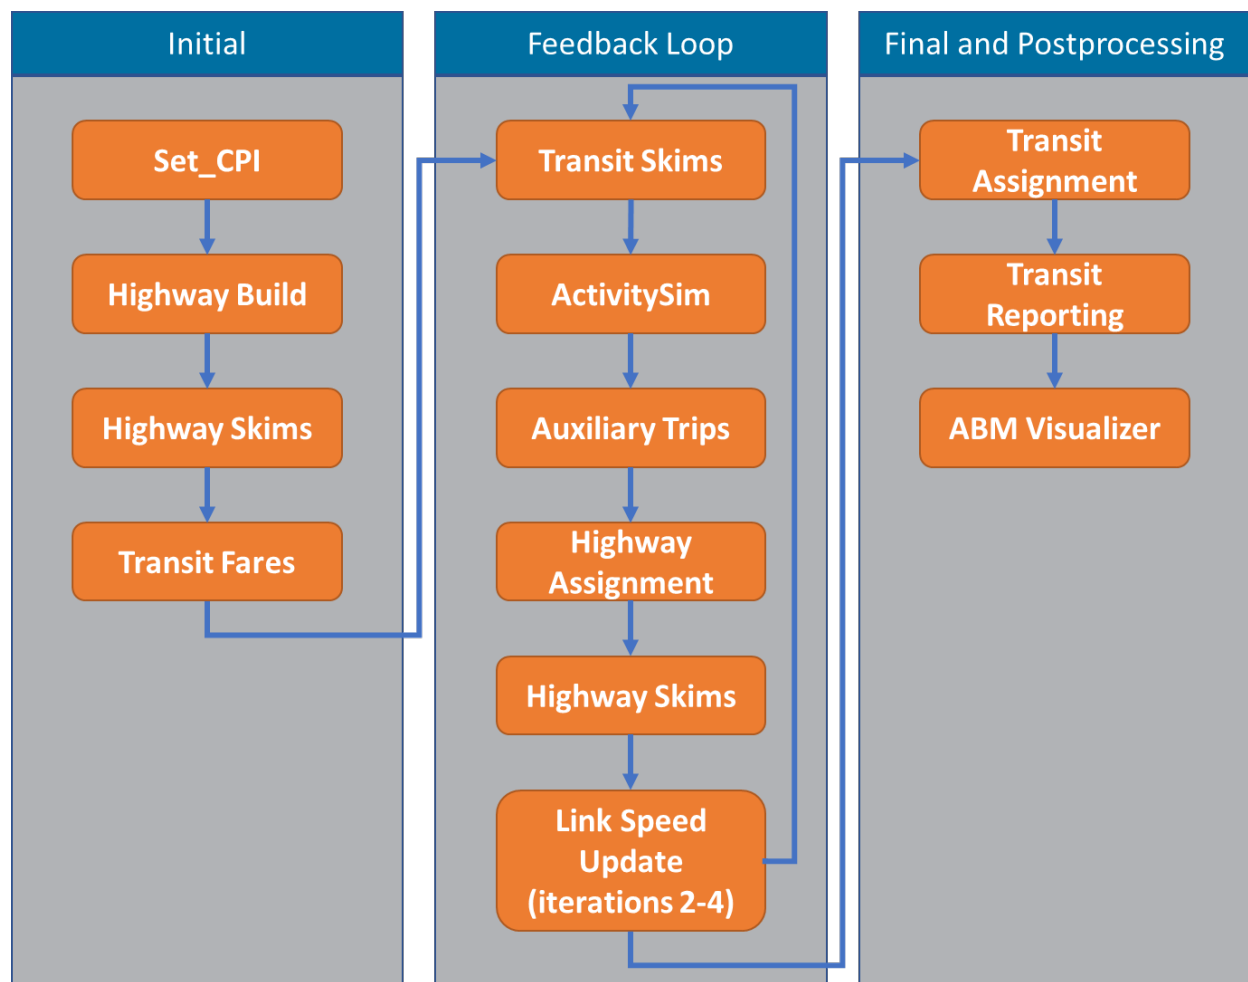 Initial
Set_CPI
Highway Build
Highway Skims
Transit Fares
Feedback Loop
Transit Skims
ActivitySim
Auxiliary Trips
Highway
Assignment
Highway Skims
Link Speed
Update
(iterations 2-4)
Final and Postprocessing
Transit
Assignment
Transit
Reporting
ABM Visualizer